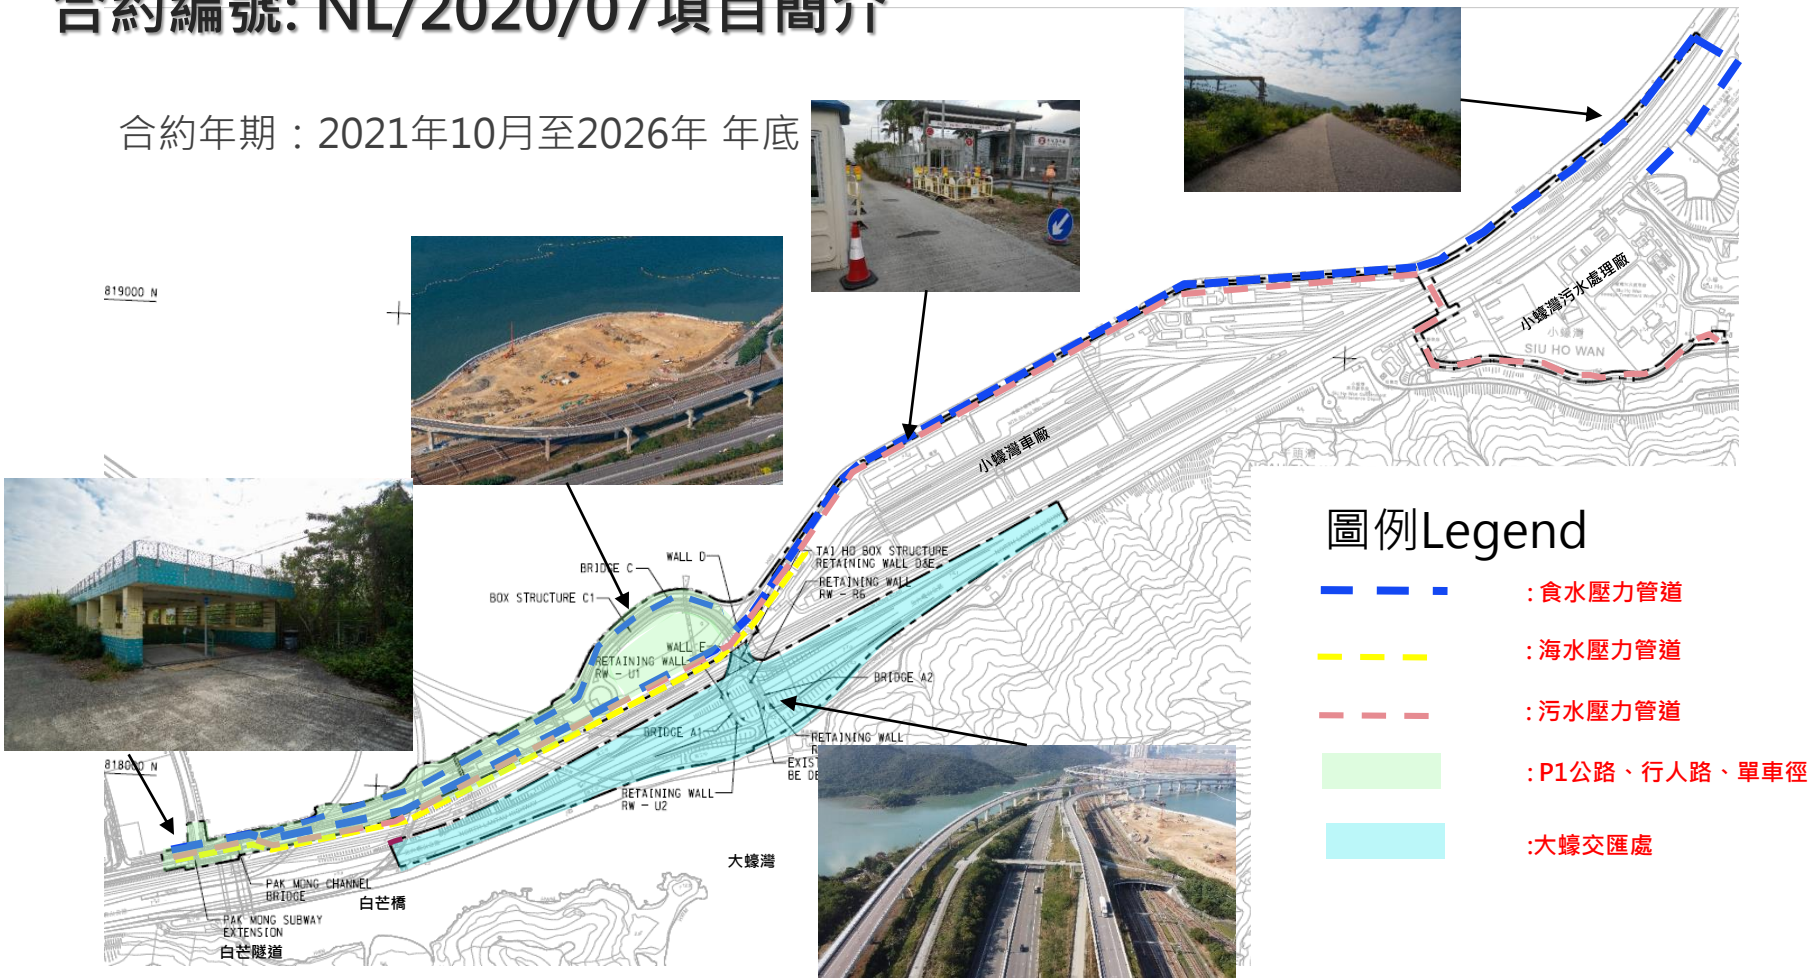 合約編號: NL/2020/07項目簡介
合約年期：2021年10月至2026年 年底
819000 N
小蠔灣污水處理廠
小蠔灣
SIU HO WAN
小蠔灣車廠
WALL D
TAI HO BOX STRUCTURE
RETAINING WALL D&E
BRIDGE C
RETAINING WALL
RW - R6
BOX STRUCTURE C1
WALL E
RETAINING WALL
RW - U1
BRIDGE A2
BRIDGE A1
RETAINING WALL
EXIS
BE DE
RETAINING WALL
RW - U2
818000 N
大蠔灣
PAK MONG CHANNEL
BRIDGE
白芒橋
PAK MONG SUBWAY
EXTENSION
白芒隧道
圖例Legend
:食水壓力管道
:海水壓力管道
:污水壓力管道
:P1公路、行人路、單車徑
:大蠔交匯處